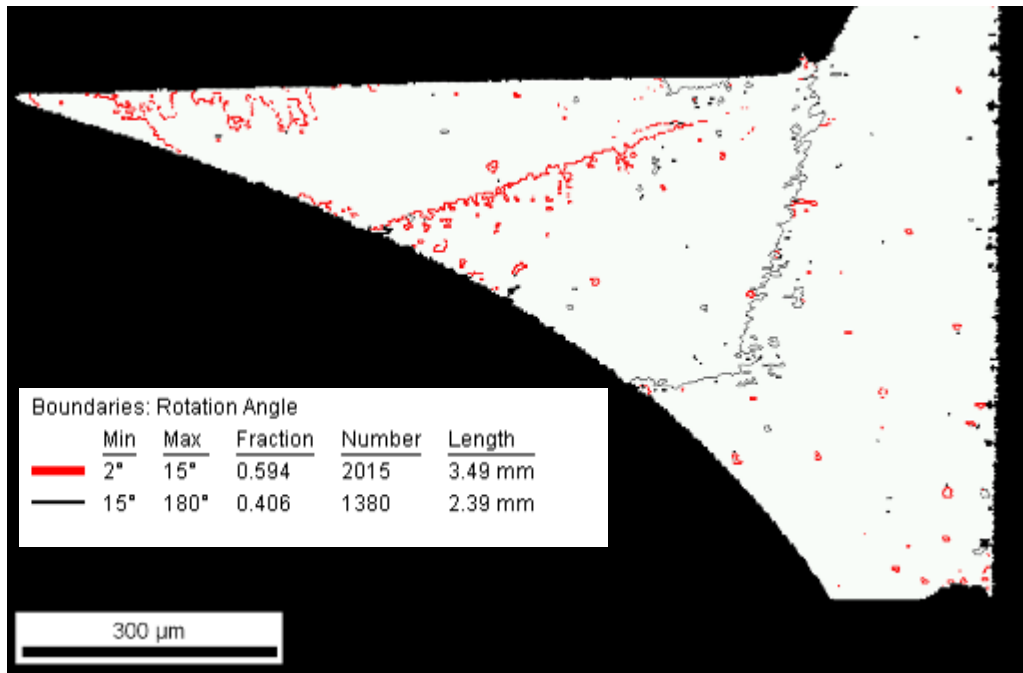 Boundaries: Rotation Angle
Min Max Fraction Number Length
2° 15° 0.594 2015 3.49 mm
15° 180° 0.406 1380 2.39 mm
300 µm